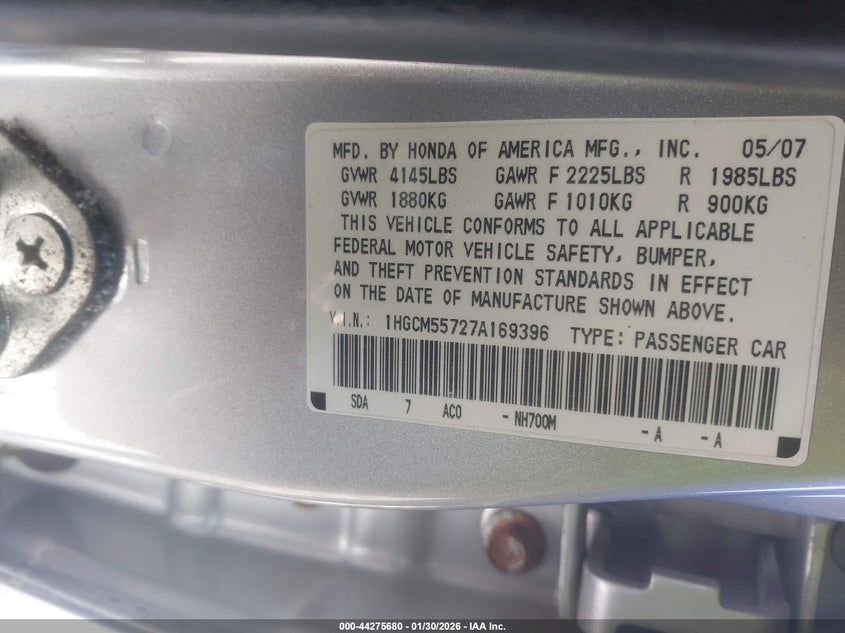 MFD. BY HONDA OF AMERICA MFG., INC. 05/07
GVWR 4145LBS GAWR F 2225LBS R 1985LBS
GVWR 1880KG GAWR F 1010KG R 900KG
THIS VEHICLE CONFORMS TO ALL APPLICABLE
FEDERAL MOTOR VEHICLE SAFETY, BUMPER,
AND THEFT PREVENTION STANDARDS IN EFFECT
ON THE DATE OF MANUFACTURE SHOWN ABOVE.
V.I.N.: 1HGCM55727A169396 TYPE: PASSENGER CAR
SDA 7 AC0 - NH700M - A - A
000-44275680 - 01/30/2026 - IAA Inc.